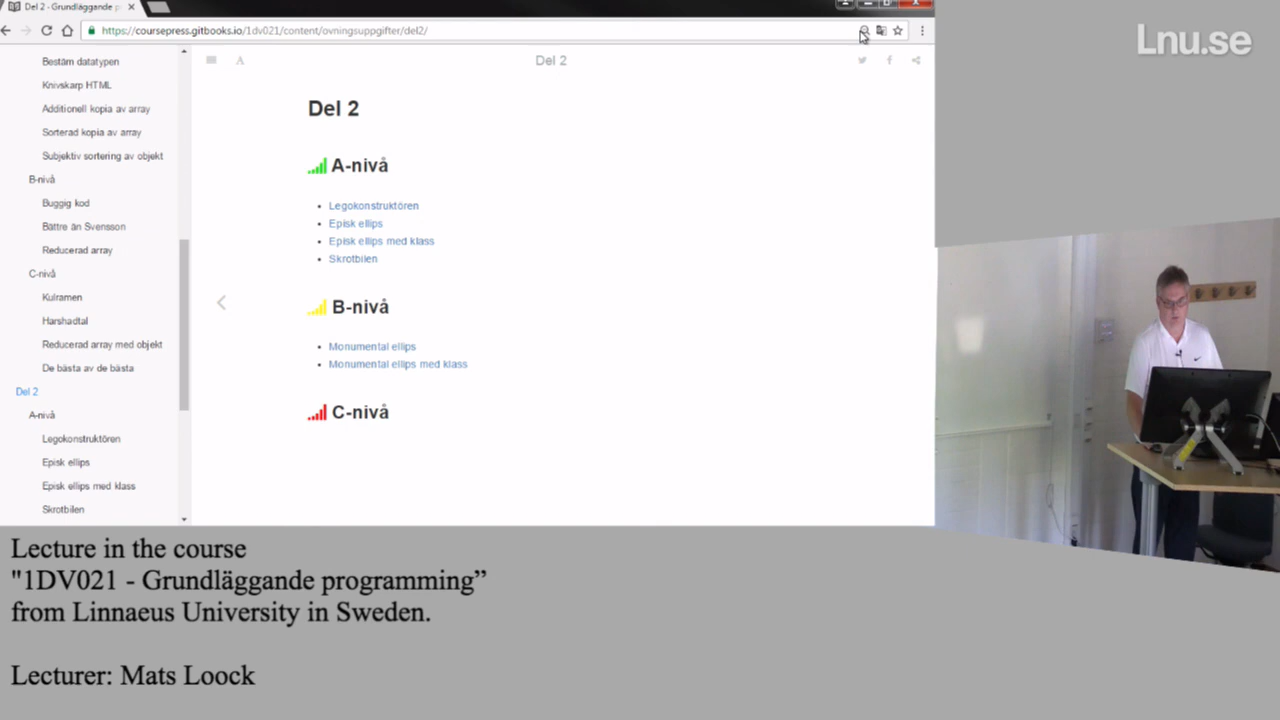 Del 2 - Grundläggande p
https://coursepress.gitbooks.io/1dv021/content/ovningsuppgifter/del2/
Lnu.se
Bestäm datatypen
Knivskarp HTML
Additionell kopia av array
Sorterad kopia av array
Subjektiv sortering av objekt
B-nivå
Buggig kod
Bättre än Svensson
Reducerad array
C-nivå
Kulramen
Harshadtal
Reducerad array med objekt
De bästa av de bästa
Del 2
A-nivå
Legokonstruktören
Episk ellips
Episk ellips med klass
Skrotbilen
A
Del 2
Del 2
A-nivå
Legokonstruktören
Episk ellips
Episk ellips med klass
Skrotbilen
B-nivå
Monumental ellips
Monumental ellips med klass
C-nivå
Lecture in the course
"1DV021 - Grundläggande programming”
from Linnaeus University in Sweden.
Lecturer: Mats Loock